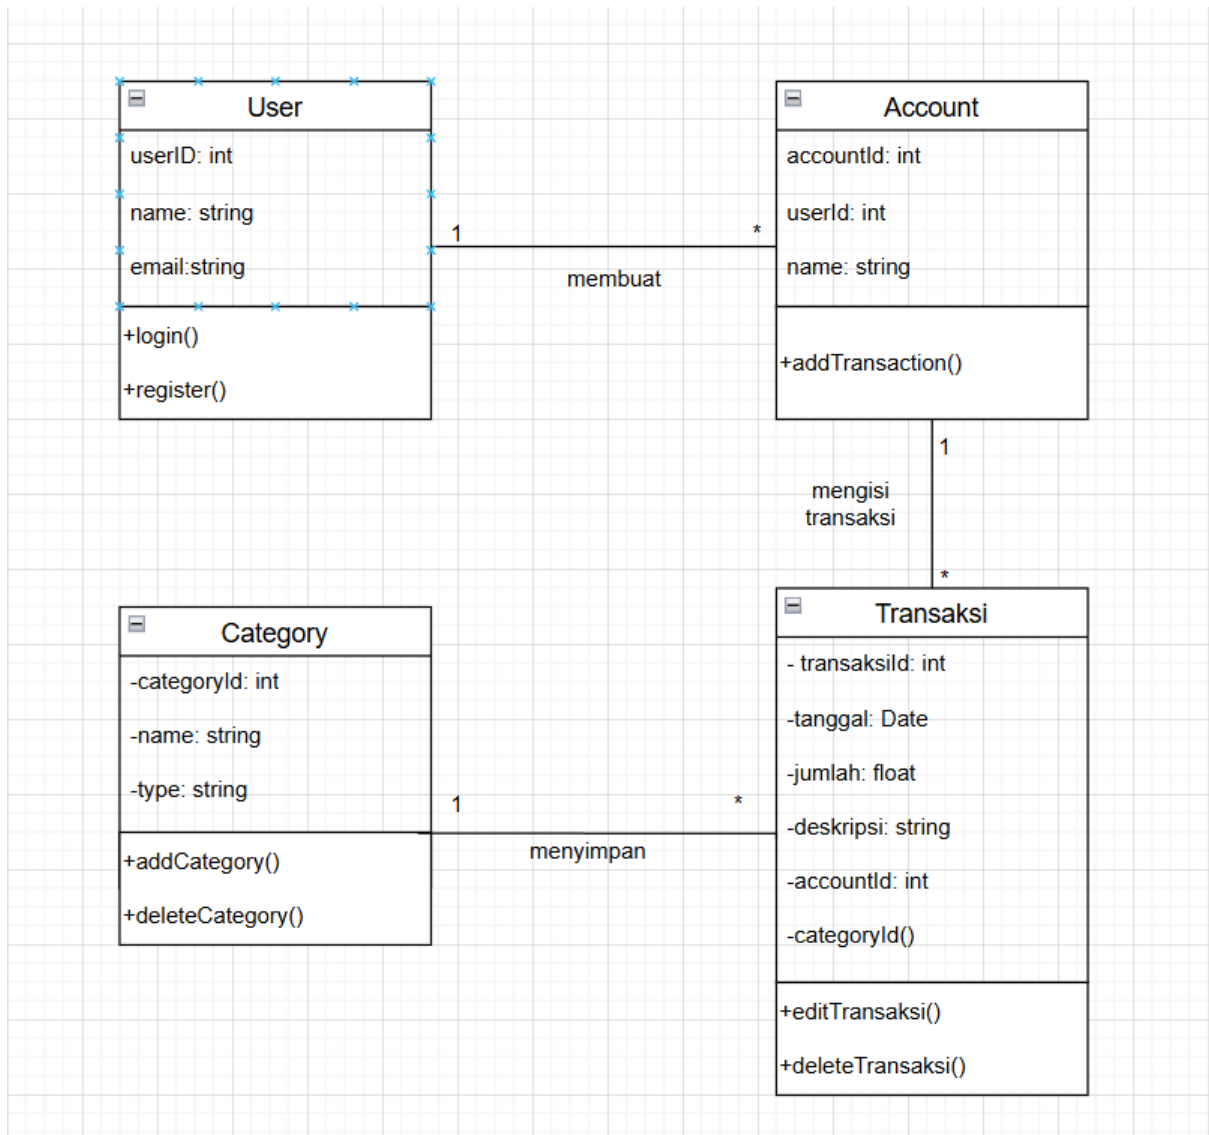 User
userID: int
name: string
email:string
+login()
+register()
1
*
membuat
Account
accountId: int
userId: int
name: string
+addTransaction()
1
mengisi
transaksi
*
Category
-categoryId: int
-name: string
-type: string
+addCategory()
+deleteCategory()
1
*
menyimpan
Transaksi
- transaksiId: int
-tanggal: Date
-jumlah: float
-deskripsi: string
-accountId: int
-categoryId()
+editTransaksi()
+deleteTransaksi()